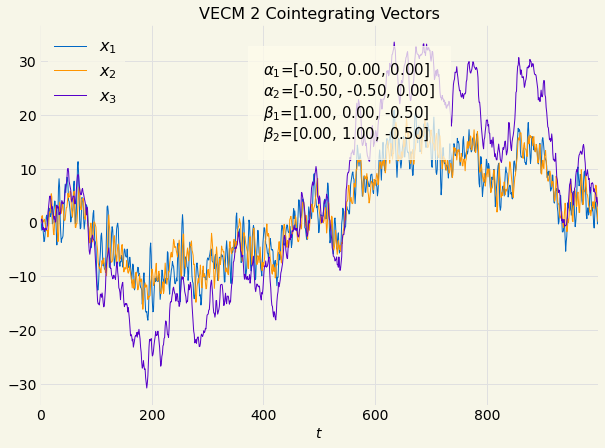 VECM 2 Cointegrating Vectors
x₁
x₂
x₃
α₁=[-0.50, 0.00, 0.00]
α₂=[-0.50, -0.50, 0.00]
β₁=[1.00, 0.00, -0.50]
β₂=[0.00, 1.00, -0.50]
30
20
10
0
−10
−20
−30
0 200 400 600 800
t